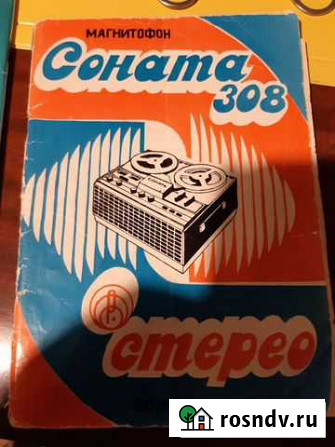 МАГНИТОФОН
Соната
308
стерео
rosndv.ru